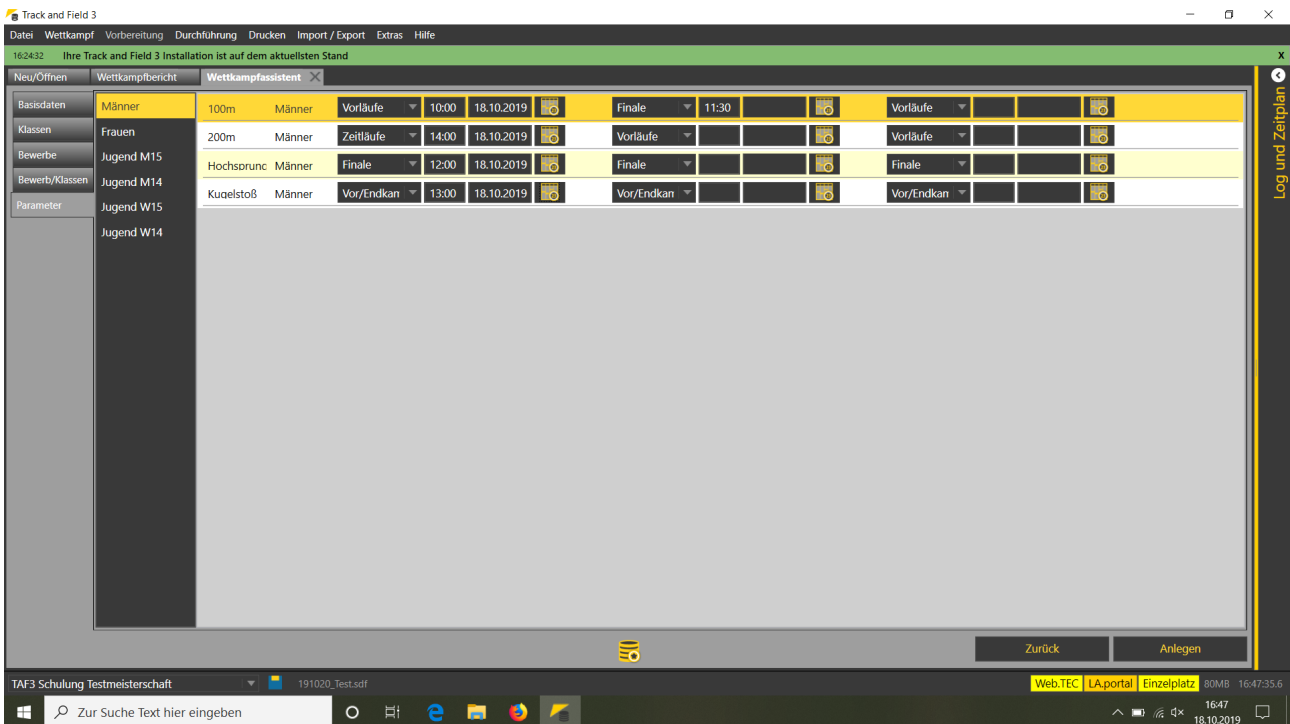 Track and Field 3
Datei Wettkampf Vorbereitung Durchführung Drucken Import / Export Extras Hilfe
16:24:32 Ihre Track and Field 3 Installation ist auf dem aktuellsten Stand x
Neu/Öffnen Wettkampfbericht Wettkampfassistent
Log und Zeitplan
Basisdaten
Klassen
Bewerbe
Bewerb/Klassen
Parameter
Männer
Frauen
Jugend M15
Jugend M14
Jugend W15
Jugend W14
100m Männer Vorläufe 10:00 18.10.2019 Finale 11:30 Vorläufe
200m Männer Zeitläufe 14:00 18.10.2019 Vorläufe Vorläufe
Hochsprunc Männer Finale 12:00 18.10.2019 Finale Finale
Kugelstoß Männer Vor/Endkan 13:00 18.10.2019 Vor/Endkan Vor/Endkan
Zurück Anlegen
TAF3 Schulung Testmeisterschaft 191020_Test.sdf Web.TEC LA.portal Einzelplatz 80MB 16:47:35.6
Zur Suche Text hier eingeben
16:47
18.10.2019